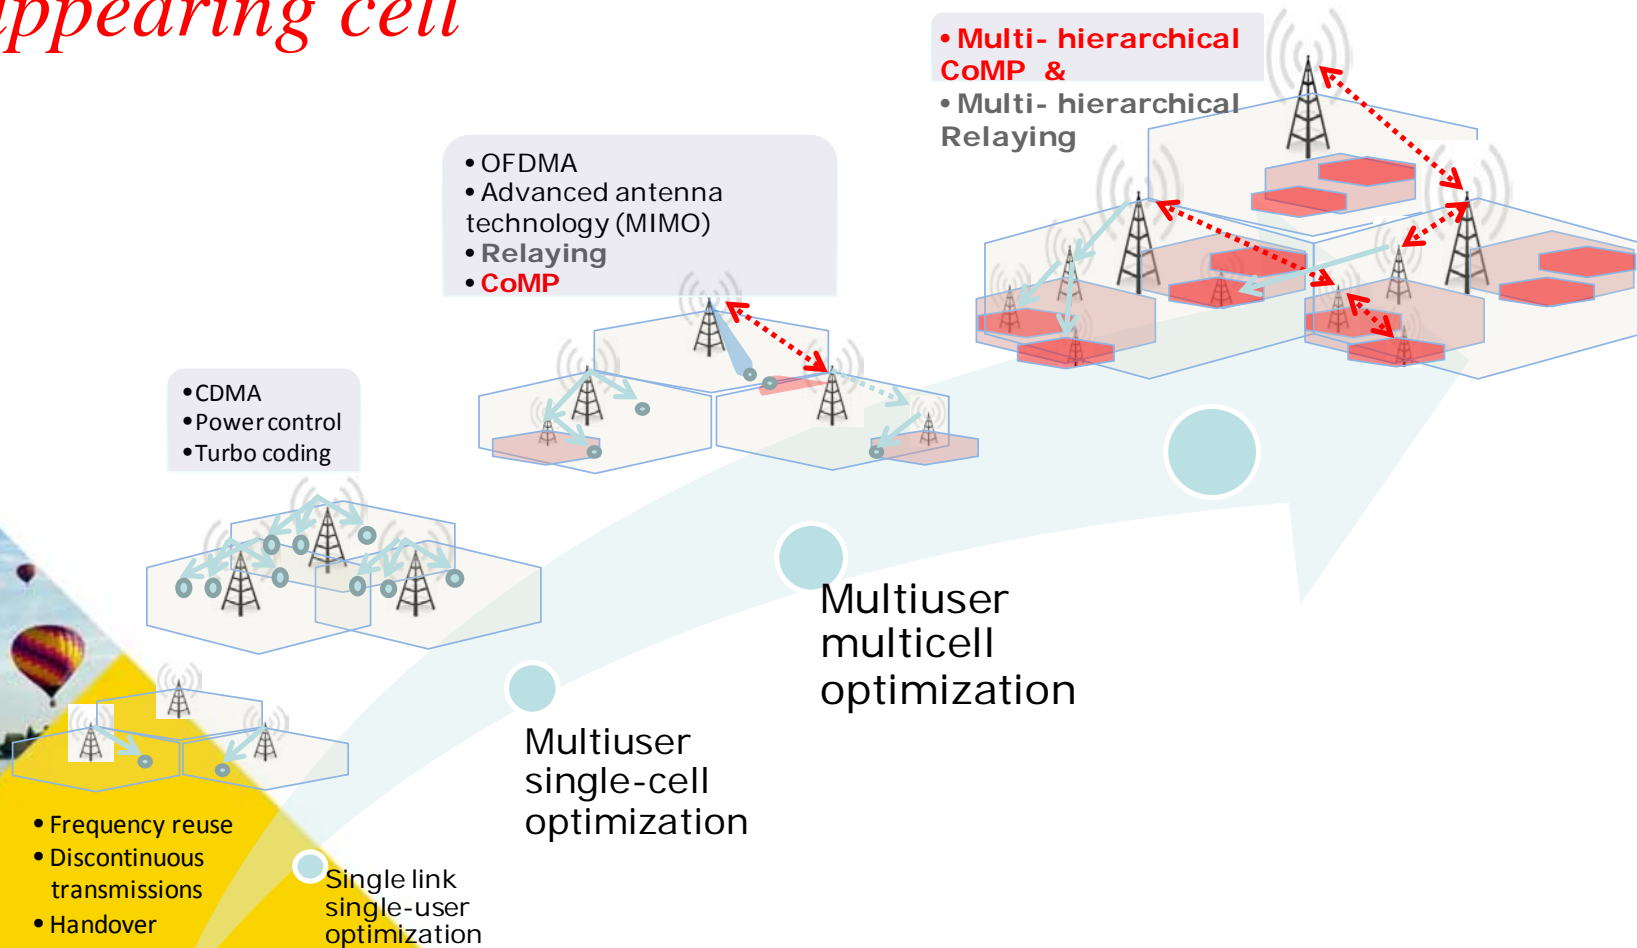 appearing cell
• Multi- hierarchical
CoMP &
• Multi- hierarchical
Relaying
• OFDMA
• Advanced antenna
technology (MIMO)
• Relaying
• CoMP
• CDMA
• Power control
• Turbo coding
Multiuser
multicell
optimization
Multiuser
single-cell
optimization
• Frequency reuse
• Discontinuous
transmissions
• Handover
Single link
single-user
optimization